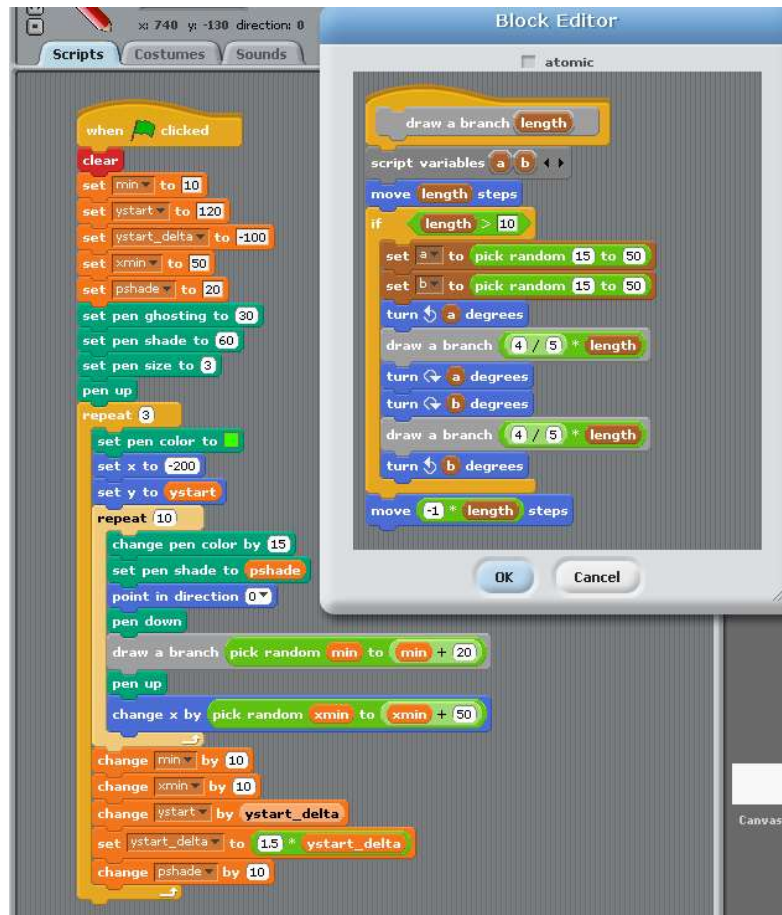 x: 740 y: -130 direction: 0
Scripts Costumes Sounds
when clicked
clear
set min to 10
set ystart to 120
set ystart_delta to -100
set xmin to 50
set pshade to 20
set pen ghosting to 30
set pen shade to 60
set pen size to 3
pen up
repeat 3
set pen color to
set x to -200
set y to ystart
repeat 10
change pen color by 15
set pen shade to pshade
point in direction 0
pen down
draw a branch pick random min to min + 20
pen up
change x by pick random xmin to xmin + 50
change min by 10
change xmin by 10
change ystart by ystart_delta
set ystart_delta to 1.5 * ystart_delta
change pshade by 10
Block Editor
atomic
draw a branch length
script variables a b
move length steps
if length > 10
set a to pick random 15 to 50
set b to pick random 15 to 50
turn a degrees
draw a branch 4 / 5 * length
turn a degrees
turn b degrees
draw a branch 4 / 5 * length
turn b degrees
move -1 * length steps
OK Cancel
Canvas